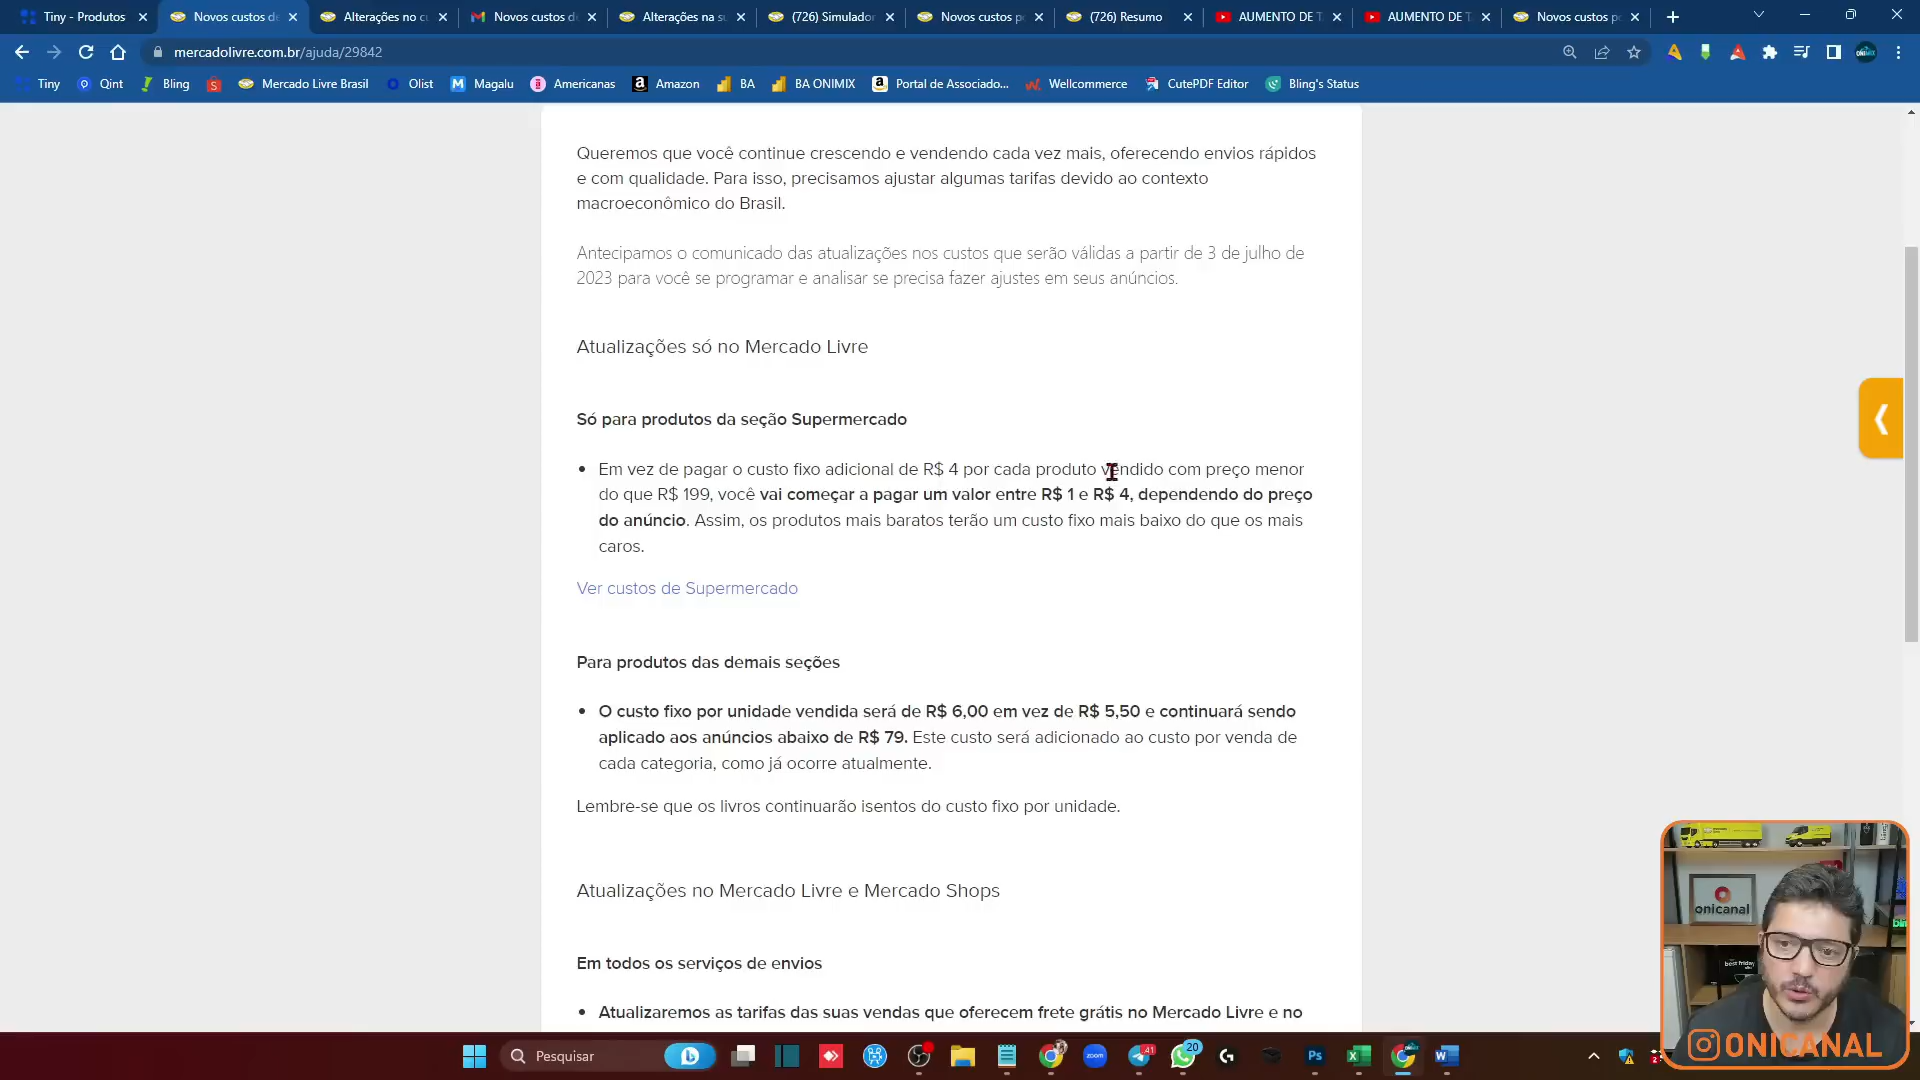 Tiny - Produtos
Novos custos de
Alterações no cu
Novos custos de
Alterações na su
(726) Simulador
Novos custos po
(726) Resumo
AUMENTO DE T
AUMENTO DE T
Novos custos po
mercadolivre.com.br/ajuda/29842
Tiny
Qint
Bling
Mercado Livre Brasil
Olist
Magalu
Americanas
Amazon
BA
BA ONIMIX
Portal de Associado...
Wellcommerce
CutePDF Editor
Bling's Status
Queremos que você continue crescendo e vendendo cada vez mais, oferecendo envios rápidos
e com qualidade. Para isso, precisamos ajustar algumas tarifas devido ao contexto
macroeconômico do Brasil.
Antecipamos o comunicado das atualizações nos custos que serão válidas a partir de 3 de julho de
2023 para você se programar e analisar se precisa fazer ajustes em seus anúncios.
Atualizações só no Mercado Livre
Só para produtos da seção Supermercado
• Em vez de pagar o custo fixo adicional de R$ 4 por cada produto vendido com preço menor
do que R$ 199, você vai começar a pagar um valor entre R$ 1 e R$ 4, dependendo do preço
do anúncio. Assim, os produtos mais baratos terão um custo fixo mais baixo do que os mais
caros.
Ver custos de Supermercado
Para produtos das demais seções
• O custo fixo por unidade vendida será de R$ 6,00 em vez de R$ 5,50 e continuará sendo
aplicado aos anúncios abaixo de R$ 79. Este custo será adicionado ao custo por venda de
cada categoria, como já ocorre atualmente.
Lembre-se que os livros continuarão isentos do custo fixo por unidade.
Atualizações no Mercado Livre e Mercado Shops
Em todos os serviços de envios
• Atualizaremos as tarifas das suas vendas que oferecem frete grátis no Mercado Livre e no
onicanal
best friday
ONICANAL
Pesquisar
zoom
41
20
Ps